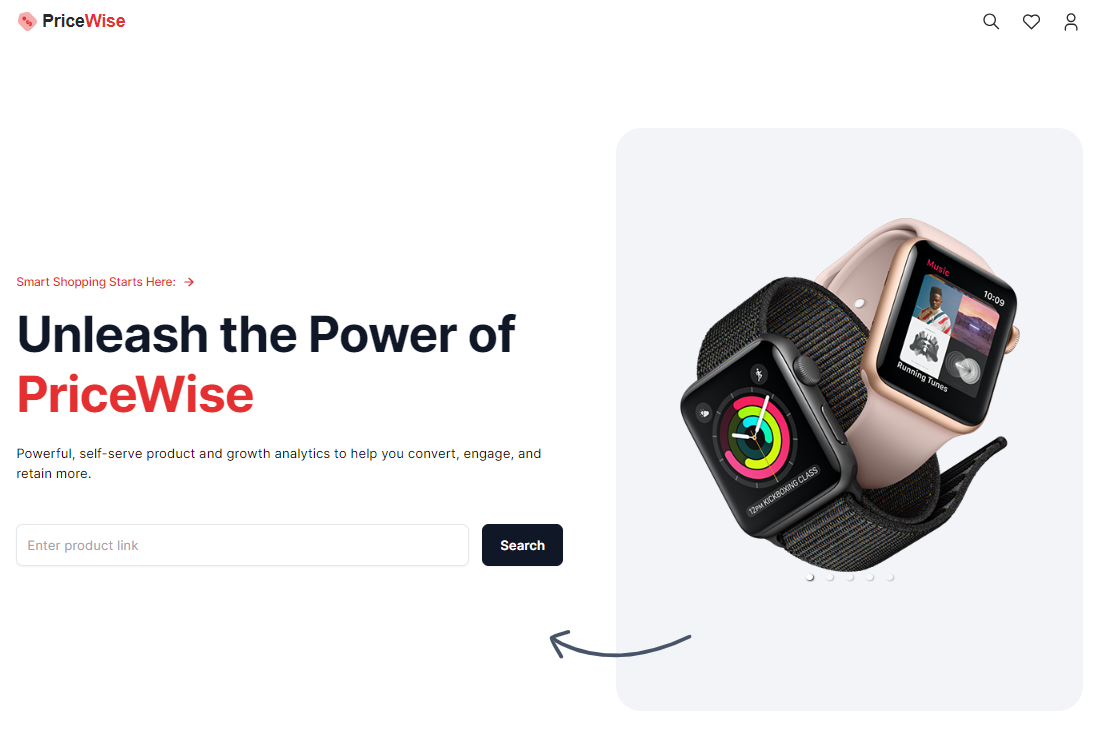 PriceWise
Smart Shopping Starts Here:
Unleash the Power of
PriceWise
Powerful, self-serve product and growth analytics to help you convert, engage, and
retain more.
Enter product link
Search
Music
10:09
Running Tunes
12PM KICKBOXING CLASS